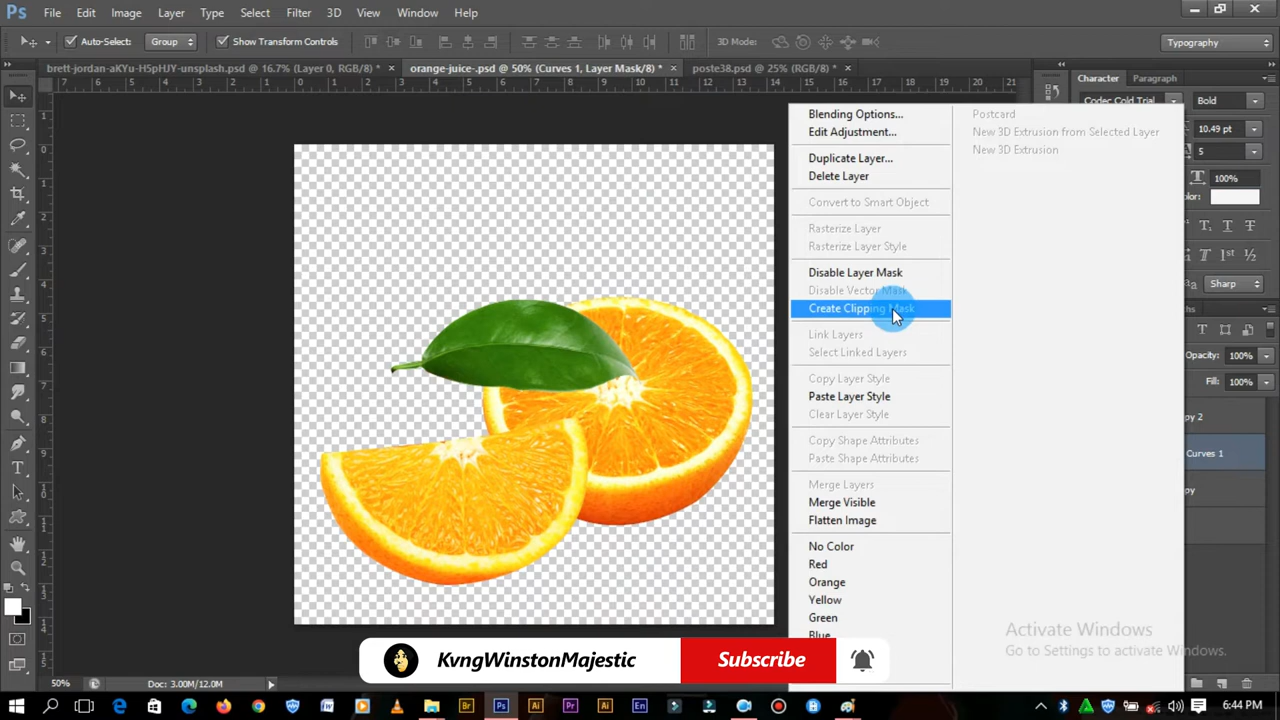 Ps File Edit Image Layer Type Select Filter 3D View Window Help
Auto-Select: Group Show Transform Controls 3D Mode: Typography
brett-jordan-aKYu-H5pHJY-unsplash.psd @ 16.7% (Layer 0, RGB/8) * × orange-juice-.psd @ 50% (Curves 1, Layer Mask/8) * × poste38.psd @ 25% (RGB/8) * ×
Character Paragraph
Codec Cold Trial Bold
10.49 pt
5
100%
Sharp
Opacity: 100%
Fill: 100%
py 2
Curves 1
py
Blending Options...
Edit Adjustment...
Duplicate Layer...
Delete Layer
Convert to Smart Object
Rasterize Layer
Rasterize Layer Style
Disable Layer Mask
Disable Vector Mask
Create Clipping Mask
Link Layers
Select Linked Layers
Copy Layer Style
Paste Layer Style
Clear Layer Style
Copy Shape Attributes
Paste Shape Attributes
Merge Layers
Merge Visible
Flatten Image
No Color
Red
Orange
Yellow
Green
Blue
Postcard
New 3D Extrusion from Selected Layer
New 3D Extrusion
Activate Windows
Go to Settings to activate Windows.
KvngWinstonMajestic Subscribe
50% Doc: 3.00M/12.0M
Br Ps Ai Pr Ai En 6:44 PM